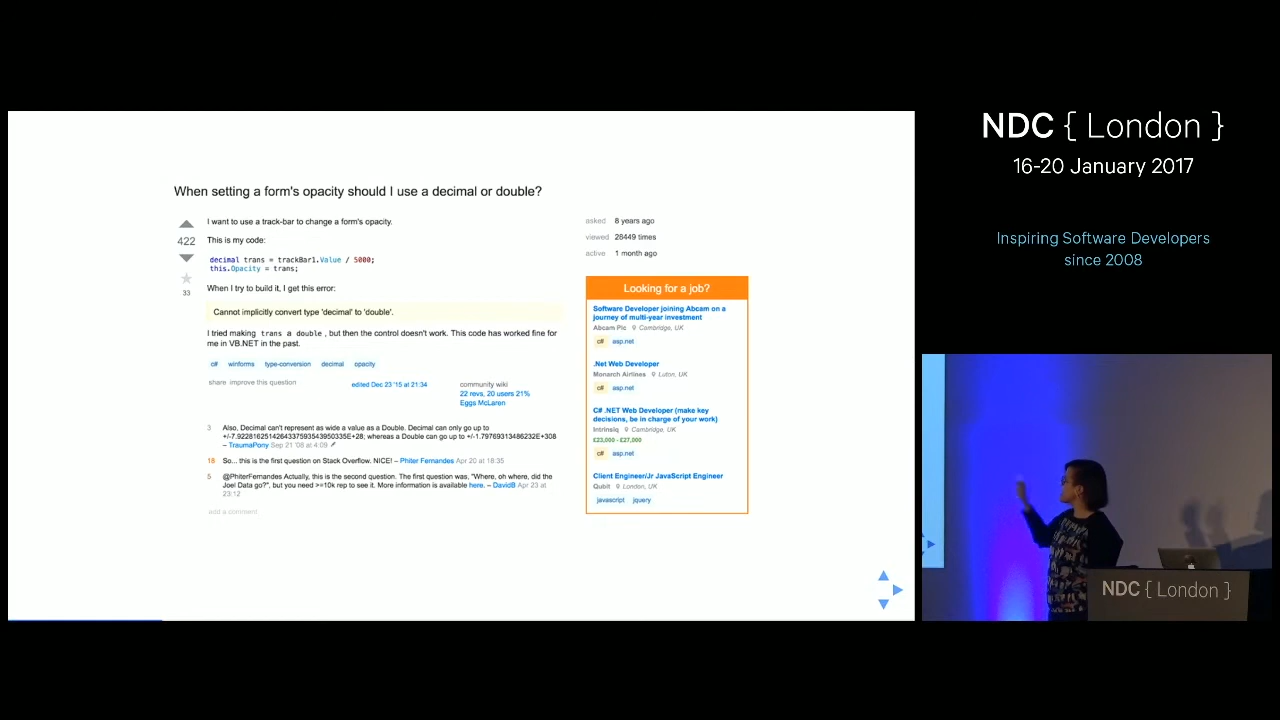 When setting a form's opacity should I use a decimal or double?
422
33
I want to use a track-bar to change a form's opacity.
This is my code:
decimal trans = trackBar1.Value / 5000;
this.Opacity = trans;
When I try to build it, I get this error:
Cannot implicitly convert type 'decimal' to 'double'.
I tried making trans a double, but then the control doesn't work. This code has worked fine for
me in VB.NET in the past.
c# winforms type-conversion decimal opacity
share improve this question
edited Dec 23 '15 at 21:34
community wiki
22 revs, 20 users 21%
Eggs McLaren
3 Also, Decimal can't represent as wide a value as a Double. Decimal can only go up to
+/-7.9228162514264337593543950335E+28; whereas a Double can go up to +/-1.79769313486232E+308
– TraumaPony Sep 21 '08 at 4:09
18 So... this is the first question on Stack Overflow. NICE! – Phiter Fernandes Apr 20 at 18:35
5 @PhiterFernandes Actually, this is the second question. The first question was, "Where, oh where, did the
Joel Data go?", but you need >=10k rep to see it. More information is available here. – DavidB Apr 23 at
23:12
add a comment
asked 8 years ago
viewed 28449 times
active 1 month ago
Looking for a job?
Software Developer joining Abcam on a
journey of multi-year investment
Abcam Plc Cambridge, UK
c# asp.net
.Net Web Developer
Monarch Airlines Luton, UK
c# asp.net
C# .NET Web Developer (make key
decisions, be in charge of your work)
Intrinsiq Cambridge, UK
£23,000 - £27,000
c# asp.net
Client Engineer/Jr JavaScript Engineer
Qubit London, UK
javascript jquery
NDC { London }
16-20 January 2017
Inspiring Software Developers
since 2008
NDC { London }